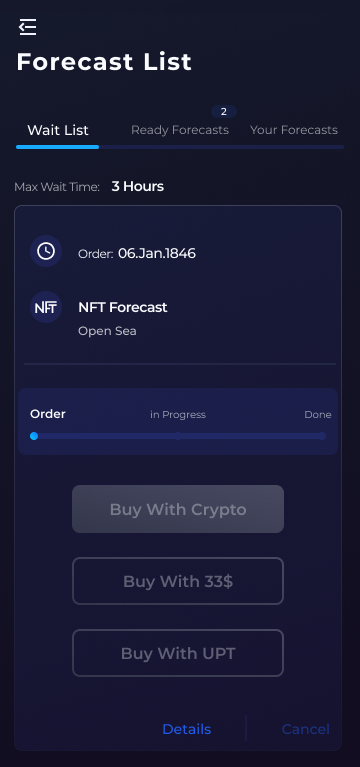 Forecast List
2
Wait List Ready Forecasts Your Forecasts
Max Wait Time: 3 Hours
Order: 06.Jan.1846
NFT NFT Forecast
Open Sea
Order in Progress Done
Buy With Crypto
Buy With 33$
Buy With UPT
Details Cancel